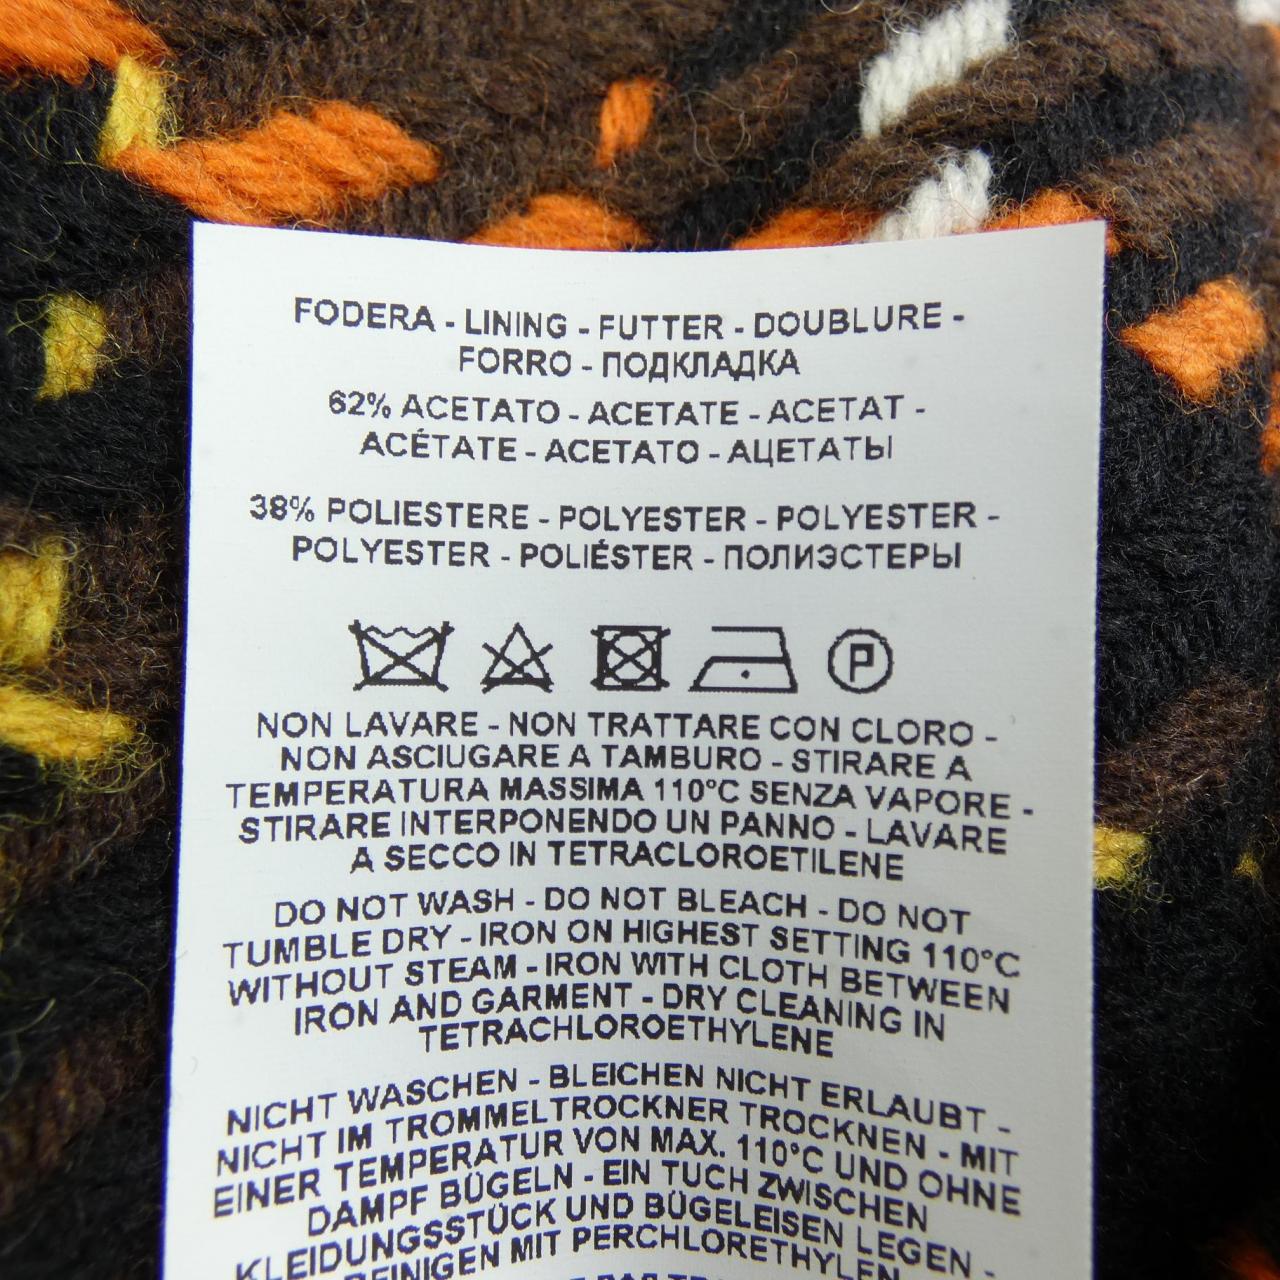 FODERA - LINING - FUTTER - DOUBLURE -
FORRO - ПОДКЛАДКА
62% ACETATO - ACETATE - ACETAT -
ACÉTATE - ACETATO - АЦЕТАТЫ
38% POLIESTERE - POLYESTER - POLYESTER -
POLYESTER - POLIÉSTER - ПОЛИЭСТЕРЫ
P
NON LAVARE - NON TRATTARE CON CLORO -
NON ASCIUGARE A TAMBURO - STIRARE A
TEMPERATURA MASSIMA 110°C SENZA VAPORE -
STIRARE INTERPONENDO UN PANNO - LAVARE
A SECCO IN TETRACLOROETILENE
DO NOT WASH - DO NOT BLEACH - DO NOT
TUMBLE DRY - IRON ON HIGHEST SETTING 110°C
WITHOUT STEAM - IRON WITH CLOTH BETWEEN
IRON AND GARMENT - DRY CLEANING IN
TETRACHLOROETHYLENE
NICHT WASCHEN - BLEICHEN NICHT ERLAUBT -
NICHT IM TROMMELTROCKNER TROCKNEN - MIT
EINER TEMPERATUR VON MAX. 110°C UND OHNE
DAMPF BÜGELN - EIN TUCH ZWISCHEN
KLEIDUNGSSTÜCK UND BÜGELEISEN LEGEN -
REINIGEN MIT PERCHLORETHYLEN